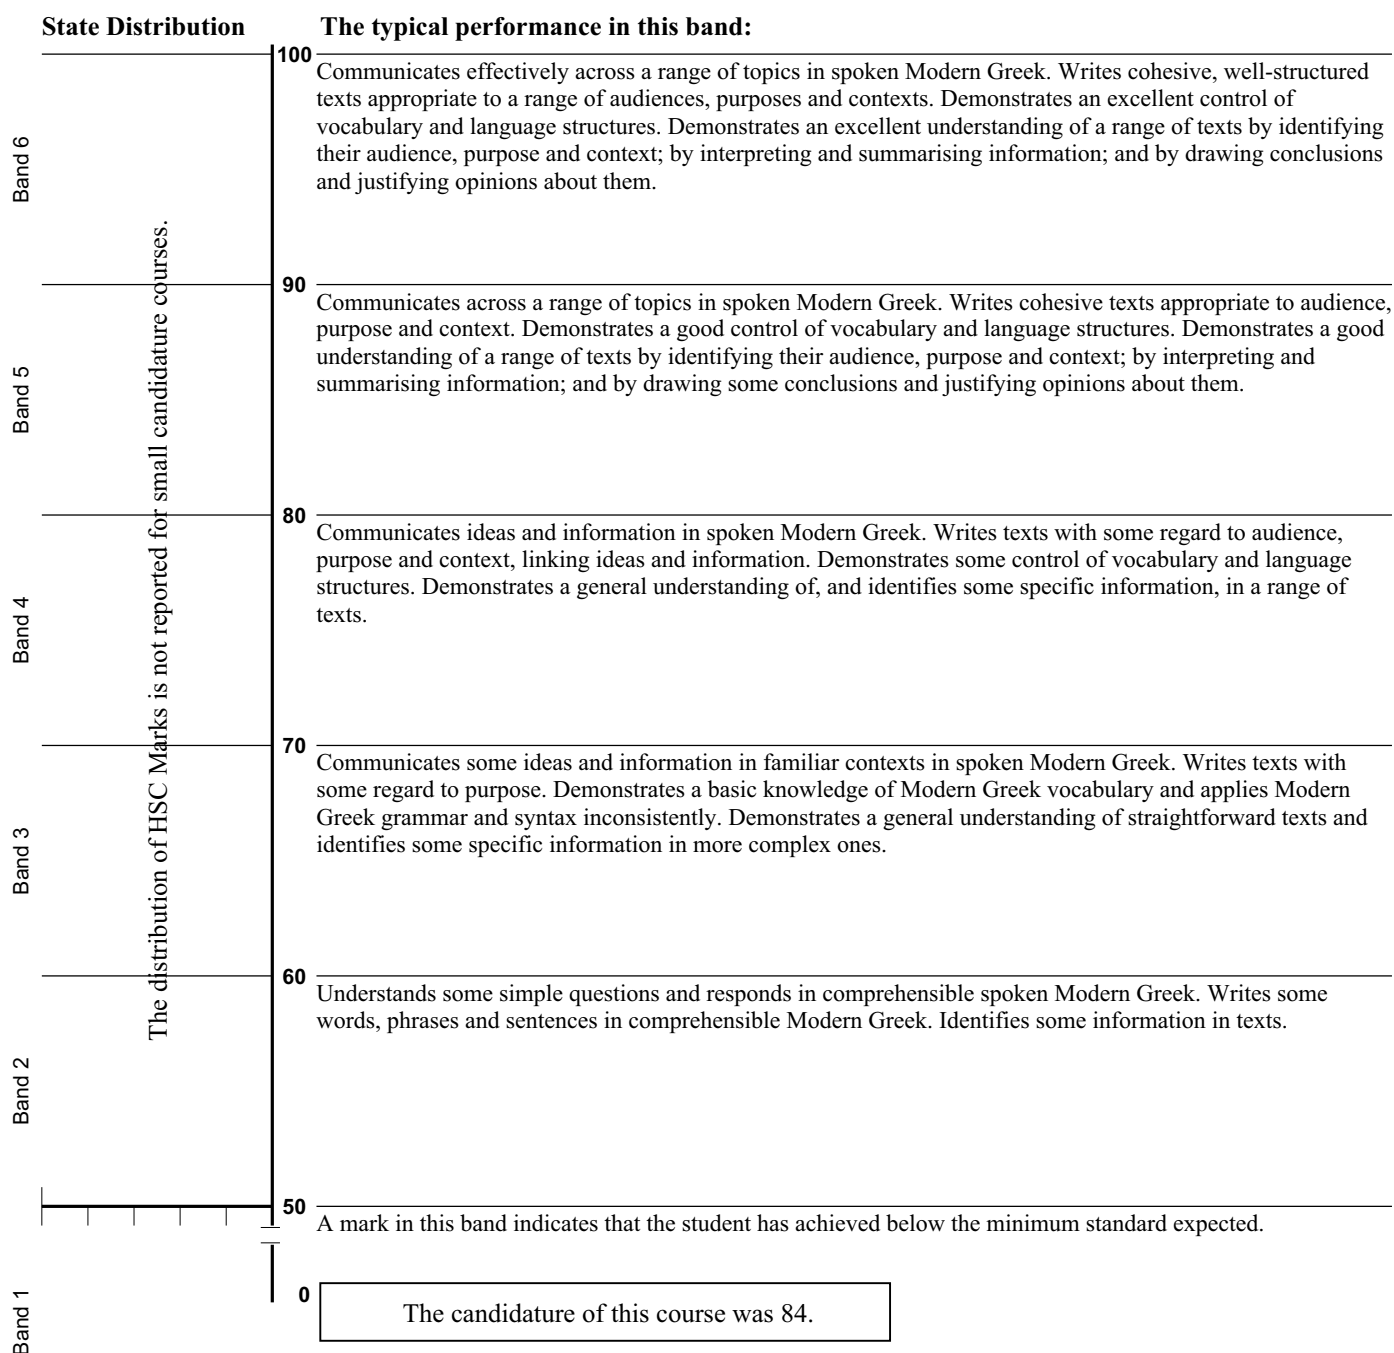 State Distribution
The typical performance in this band:
100
Communicates effectively across a range of topics in spoken Modern Greek. Writes cohesive, well-structured
texts appropriate to a range of audiences, purposes and contexts. Demonstrates an excellent control of
vocabulary and language structures. Demonstrates an excellent understanding of a range of texts by identifying
their audience, purpose and context; by interpreting and summarising information; and by drawing conclusions
and justifying opinions about them.
Band 6
90
Communicates across a range of topics in spoken Modern Greek. Writes cohesive texts appropriate to audience,
purpose and context. Demonstrates a good control of vocabulary and language structures. Demonstrates a good
understanding of a range of texts by identifying their audience, purpose and context; by interpreting and
summarising information; and by drawing some conclusions and justifying opinions about them.
Band 5
80
Communicates ideas and information in spoken Modern Greek. Writes texts with some regard to audience,
purpose and context, linking ideas and information. Demonstrates some control of vocabulary and language
structures. Demonstrates a general understanding of, and identifies some specific information, in a range of
texts.
Band 4
The distribution of HSC Marks is not reported for small candidature courses.
70
Communicates some ideas and information in familiar contexts in spoken Modern Greek. Writes texts with
some regard to purpose. Demonstrates a basic knowledge of Modern Greek vocabulary and applies Modern
Greek grammar and syntax inconsistently. Demonstrates a general understanding of straightforward texts and
identifies some specific information in more complex ones.
Band 3
60
Understands some simple questions and responds in comprehensible spoken Modern Greek. Writes some
words, phrases and sentences in comprehensible Modern Greek. Identifies some information in texts.
Band 2
50
A mark in this band indicates that the student has achieved below the minimum standard expected.
0
Band 1
The candidature of this course was 84.